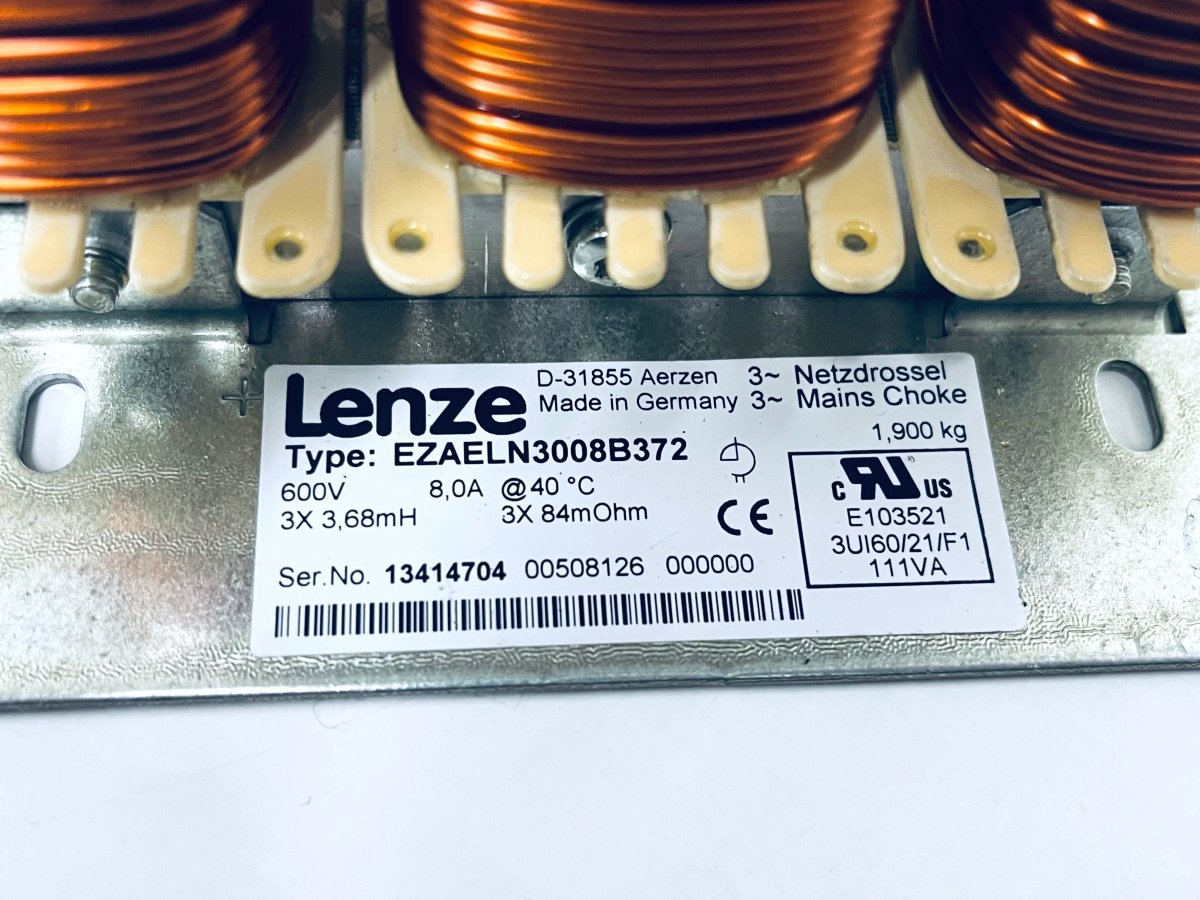 Lenze
D-31855 Aerzen 3~ Netzdrossel
Made in Germany 3~ Mains Choke
1,900 kg
Type: EZAELN3008B372
600V 8,0A @40 °C
3X 3,68mH 3X 84mOhm
CE
c RU US
E103521
3UI60/21/F1
111VA
Ser.No. 13414704 00508126 000000